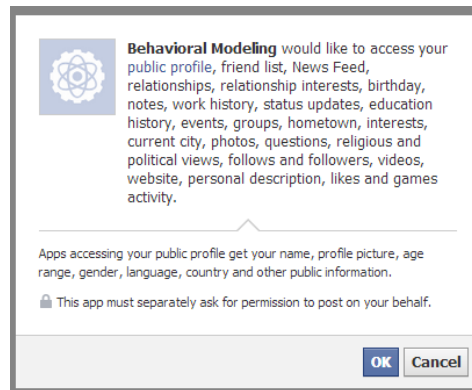 Behavioral Modeling would like to access your
public profile, friend list, News Feed,
relationships, relationship interests, birthday,
notes, work history, status updates, education
history, events, groups, hometown, interests,
current city, photos, questions, religious and
political views, follows and followers, videos,
website, personal description, likes and games
activity.
Apps accessing your public profile get your name, profile picture, age
range, gender, language, country and other public information.
This app must separately ask for permission to post on your behalf.
OK Cancel